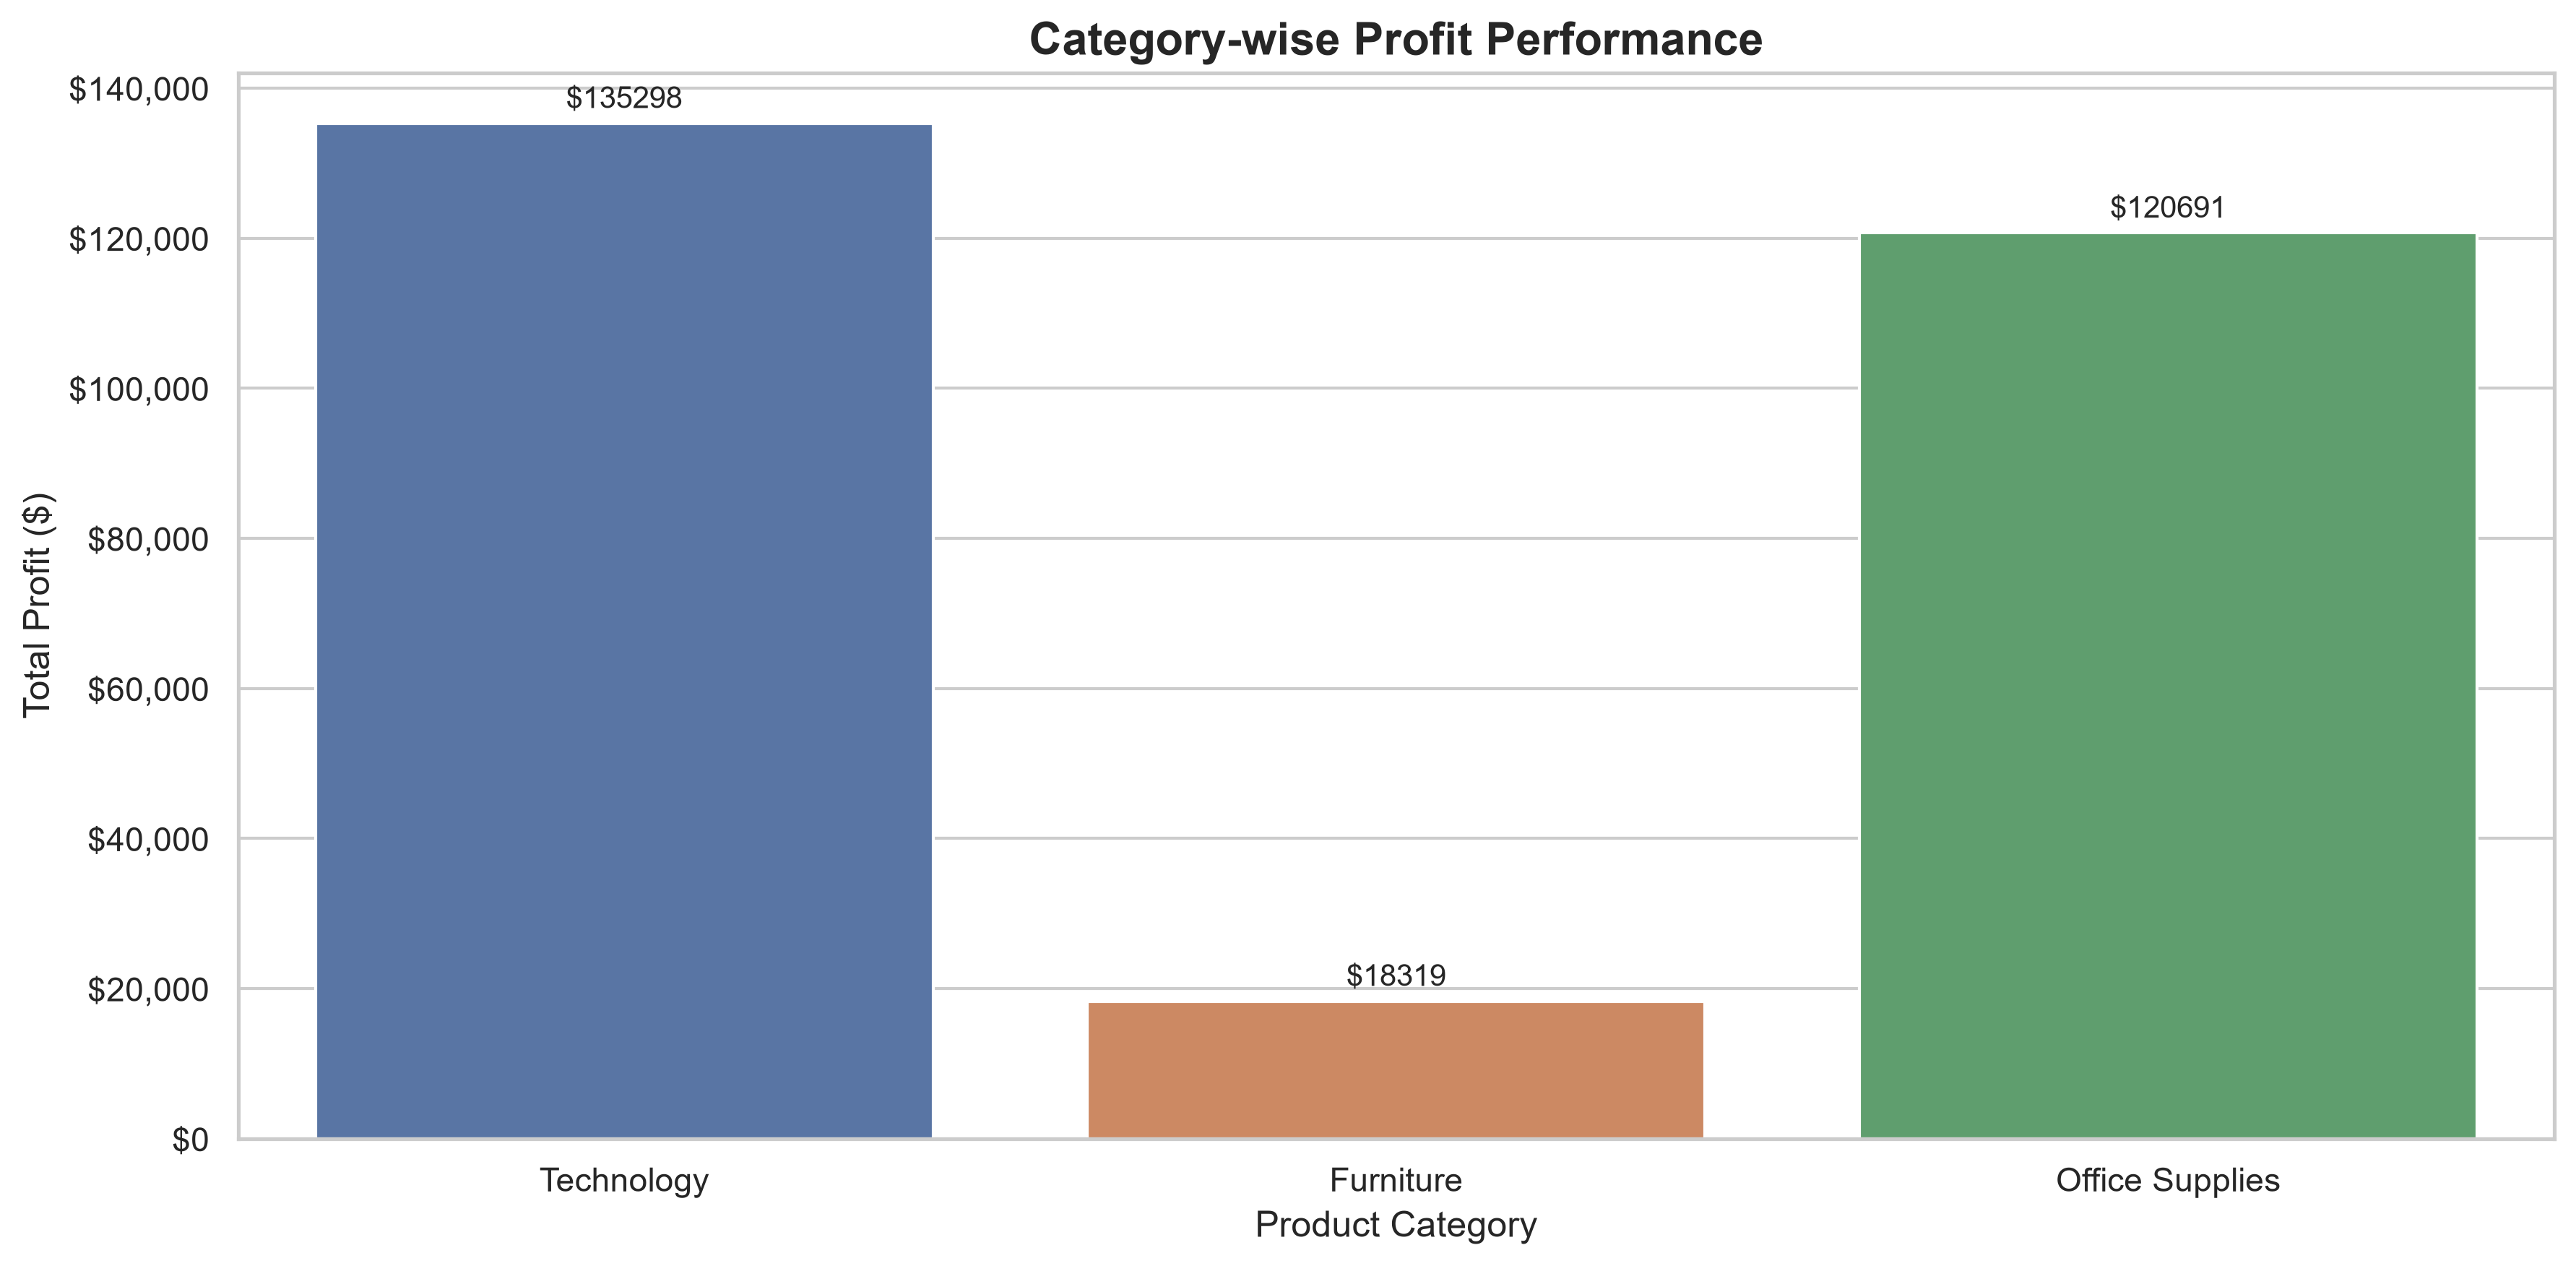 Category-wise Profit Performance
$140,000
$120,000
$100,000
$80,000
$60,000
$40,000
$20,000
$0
Total Profit ($)
$135298
$18319
$120691
Technology
Furniture
Office Supplies
Product Category